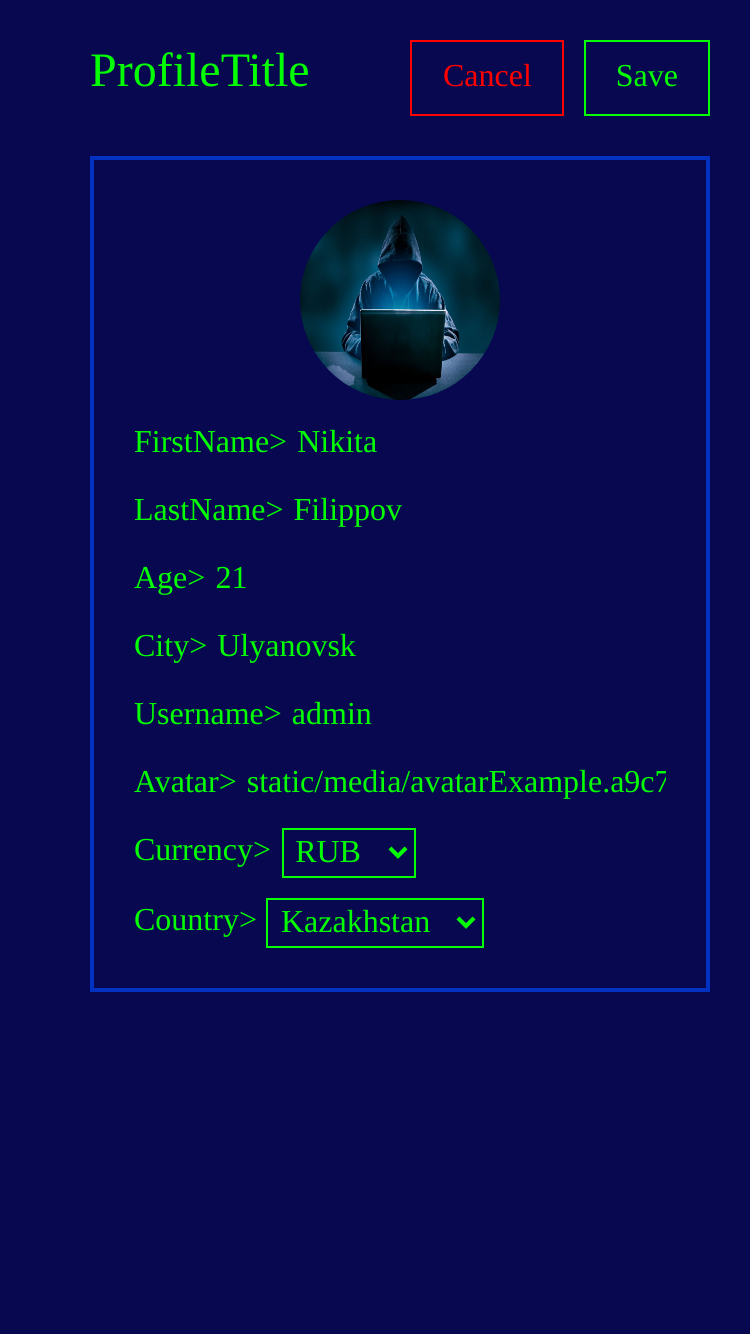 ProfileTitle
Cancel
Save
FirstName> Nikita
LastName> Filippov
Age> 21
City> Ulyanovsk
Username> admin
Avatar> static/media/avatarExample.a9c7
Currency> RUB
Country> Kazakhstan